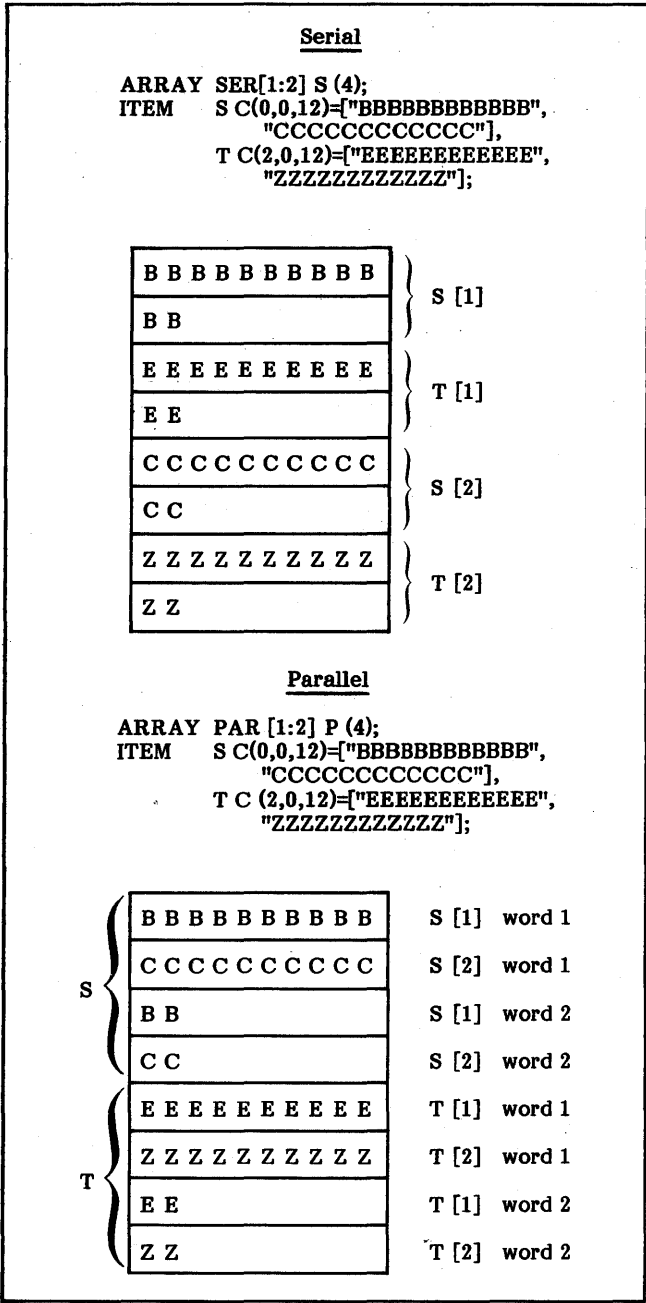 Serial
ARRAY SER[1:2] S (4);
ITEM S C(0,0,12)=["BBBBBBBBBBBB",
"CCCCCCCCCCCC"],
T C(2,0,12)=["EEEEEEEEEEEE",
"ZZZZZZZZZZZZ"];
B B B B B B B B B B
S [1]
B B
E E E E E E E E E E
T [1]
E E
C C C C C C C C C C
S [2]
C C
Z Z Z Z Z Z Z Z Z Z
T [2]
Z Z
Parallel
ARRAY PAR [1:2] P (4);
ITEM S C(0,0,12)=["BBBBBBBBBBBB",
"CCCCCCCCCCCC"],
T C (2,0,12)=["EEEEEEEEEEEE",
"ZZZZZZZZZZZZ"];
B B B B B B B B B B S [1] word 1
C C C C C C C C C C S [2] word 1
S
B B S [1] word 2
C C S [2] word 2
E E E E E E E E E E T [1] word 1
Z Z Z Z Z Z Z Z Z Z T [2] word 1
T
E E T [1] word 2
Z Z T [2] word 2